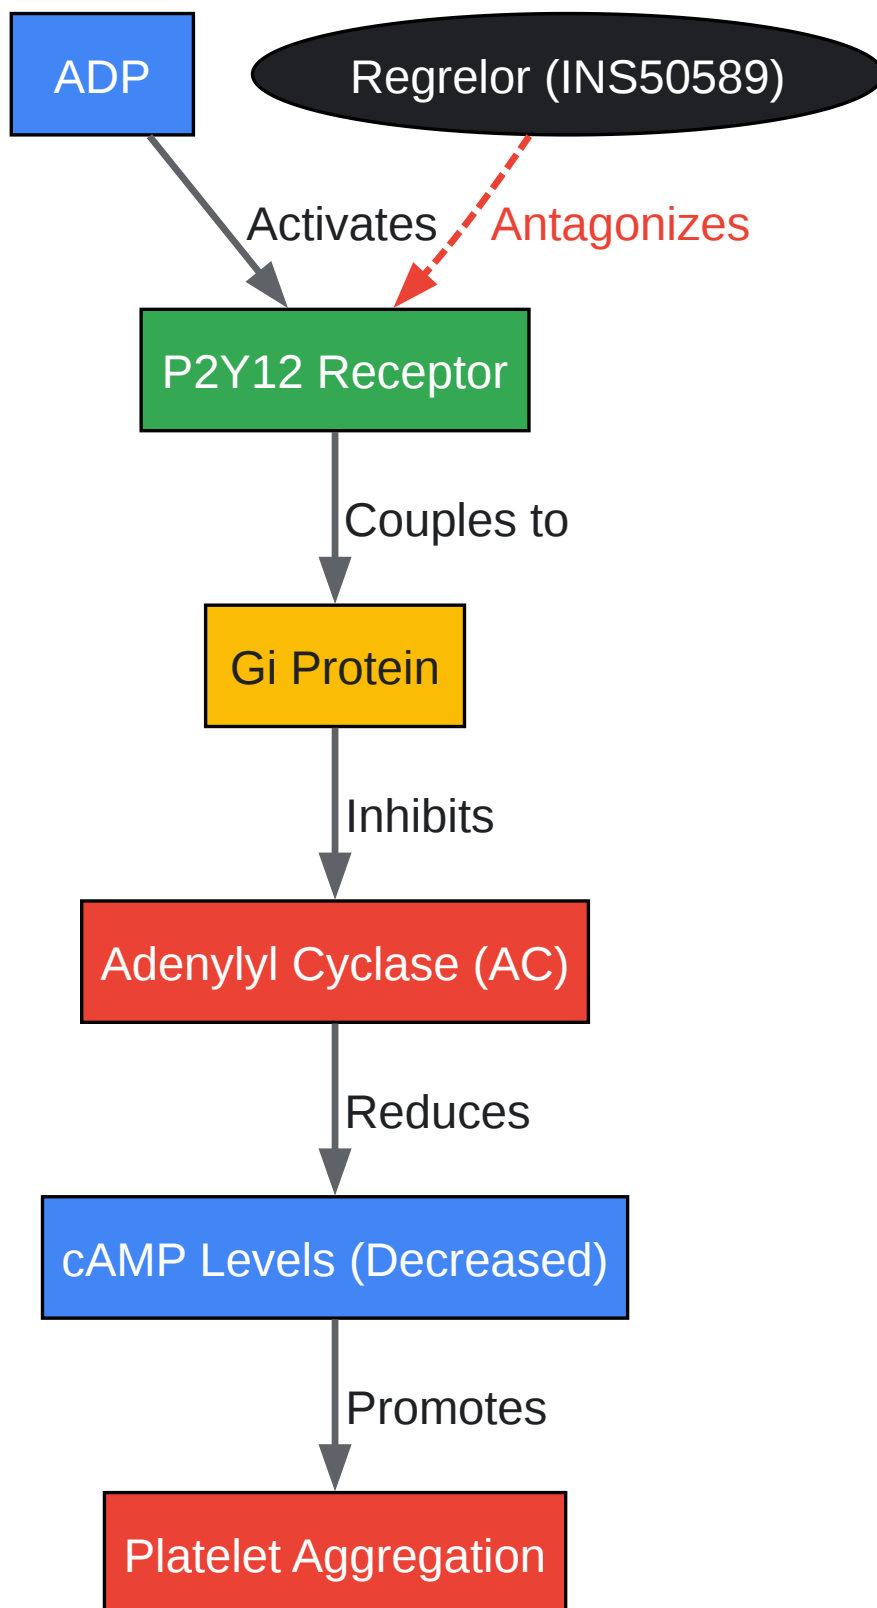 ADP
Regrelor (INS50589)
Activates
Antagonizes
P2Y12 Receptor
Couples to
Gi Protein
Inhibits
Adenylyl Cyclase (AC)
Reduces
cAMP Levels (Decreased)
Promotes
Platelet Aggregation